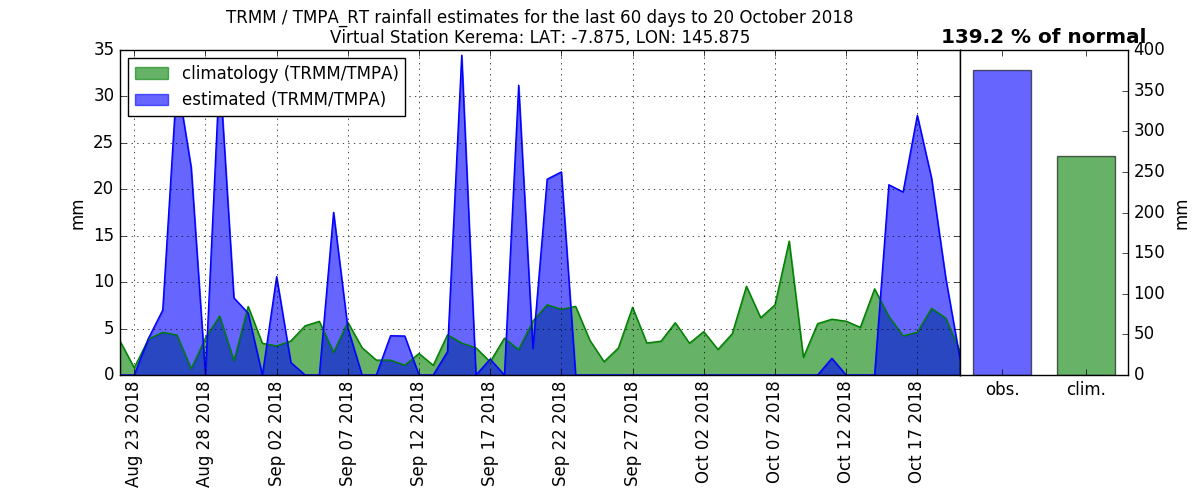 TRMM / TMPA_RT rainfall estimates for the last 60 days to 20 October 2018
Virtual Station Kerema: LAT: -7.875, LON: 145.875
139.2 % of normal
climatology (TRMM/TMPA)
estimated (TRMM/TMPA)
35
30
25
20
15
10
5
0
mm
Aug 23 2018
Aug 28 2018
Sep 02 2018
Sep 07 2018
Sep 12 2018
Sep 17 2018
Sep 22 2018
Sep 27 2018
Oct 02 2018
Oct 07 2018
Oct 12 2018
Oct 17 2018
obs.
clim.
400
350
300
250
200
150
100
50
0
mm